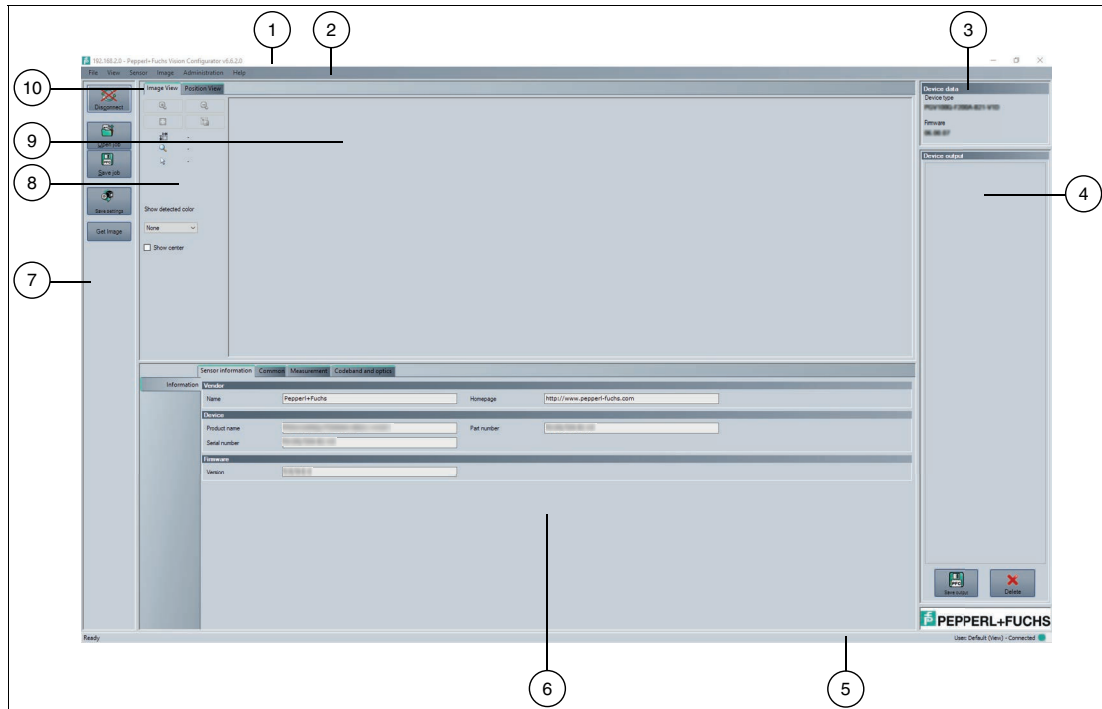 1
2
3
192.168.2.0 - Pepperl+Fuchs Vision Configurator v6.6.2.0
File View Sensor Image Administration Help
10
Disconnect
Image View Position View
Device data
Device type
Firmware
9
Open job
Save job
Device output
8
4
Save settings
Show detected color
Get Image
None
Show center
7
Sensor information Common Measurement Codeband and optics
Information
Vendor
Name Pepperl+Fuchs Homepage http://www.pepperl-fuchs.com
Device
Product name Part number
Serial number
Firmware
Version
Save output Delete
PEPPERL+FUCHS
Ready
User: Default (View) - Connected
6
5